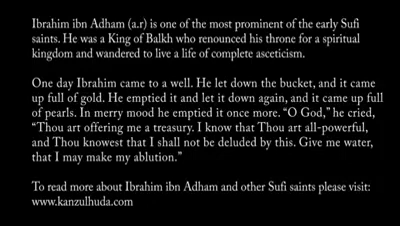 Ibrahim ibn Adham (a.r) is one of the most prominent of the early Sufi
saints. He was a King of Balkh who renounced his throne for a spiritual
kingdom and wandered to live a life of complete asceticism.
One day Ibrahim came to a well. He let down the bucket, and it came
up full of gold. He emptied it and let it down again, and it came up full
of pearls. In merry mood he emptied it once more. “O God,” he cried,
“Thou art offering me a treasury. I know that Thou art all-powerful,
and Thou knowest that I shall not be deluded by this. Give me water,
that I may make my ablution.”
To read more about Ibrahim ibn Adham and other Sufi saints please visit:
www.kanzulhuda.com